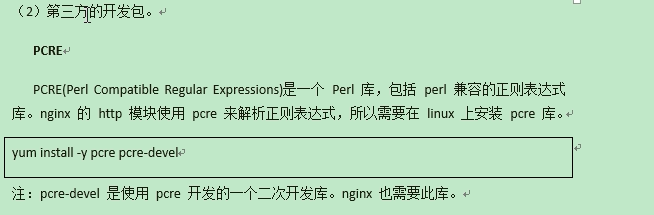 （2）第三方的开发包。
PCRE
PCRE(Perl Compatible Regular Expressions)是一个 Perl 库，包括 perl 兼容的正则表达式
库。nginx 的 http 模块使用 pcre 来解析正则表达式，所以需要在 linux 上安装 pcre 库。
yum install -y pcre pcre-devel
注：pcre-devel 是使用 pcre 开发的一个二次开发库。nginx 也需要此库。